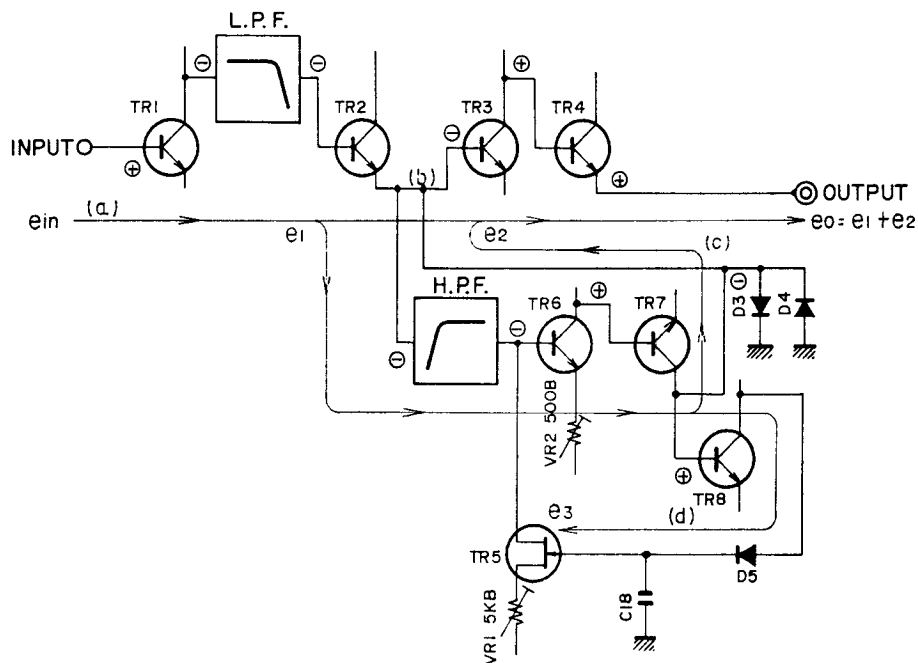 L.P.F.
⊖
⊖
⊕
TR1
TR2
TR3
TR4
INPUT
⊕
⊖
(b)
⊕
OUTPUT
ein
(a)
e1
e2
(c)
eo=e1+e2
H.P.F.
TR6
⊕
TR7
⊖
D3
D4
⊖
⊖
VR2 500B
⊕
TR8
e3
(d)
TR5
D5
C18
VR1 5KB